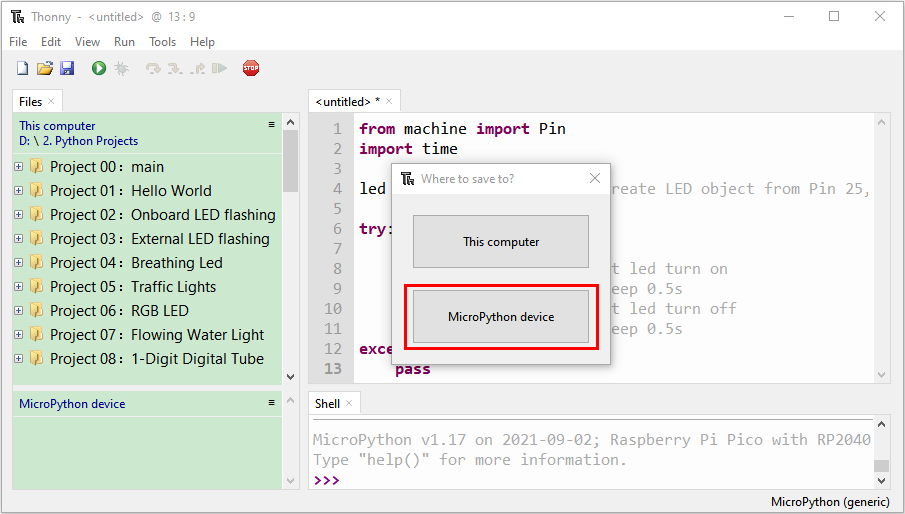 Thonny - <untitled> @ 13 : 9
File Edit View Run Tools Help
STOP
Files
This computer
D: \ 2. Python Projects
Project 00：main
Project 01：Hello World
Project 02：Onboard LED flashing
Project 03：External LED flashing
Project 04：Breathing Led
Project 05：Traffic Lights
Project 06：RGB LED
Project 07：Flowing Water Light
Project 08：1-Digit Digital Tube
MicroPython device
<untitled> *
1 from machine import Pin
2 import time
3
4 led reate LED object from Pin 25,
5
6 try:
7
8 t led turn on
9 eep 0.5s
10 t led turn off
11 eep 0.5s
12 exce
13 pass
Where to save to?
This computer
MicroPython device
Shell
MicroPython v1.17 on 2021-09-02; Raspberry Pi Pico with RP2040
Type "help()" for more information.
>>>
MicroPython (generic)